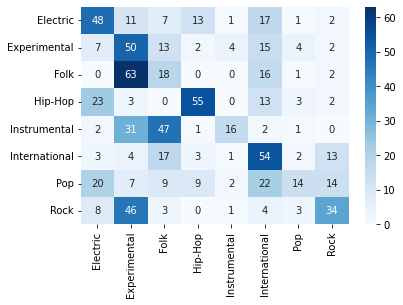 Electric 48 11 7 13 1 17 1 2
Experimental 7 50 13 2 4 15 4 2
Folk 0 63 18 0 0 16 1 2
Hip-Hop 23 3 0 55 0 13 3 2
Instrumental 2 31 47 1 16 2 1 0
International 3 4 17 3 1 54 2 13
Pop 20 7 9 9 2 22 14 14
Rock 8 46 3 0 1 4 3 34
Electric Experimental Folk Hip-Hop Instrumental International Pop Rock
60
50
40
30
20
10
0